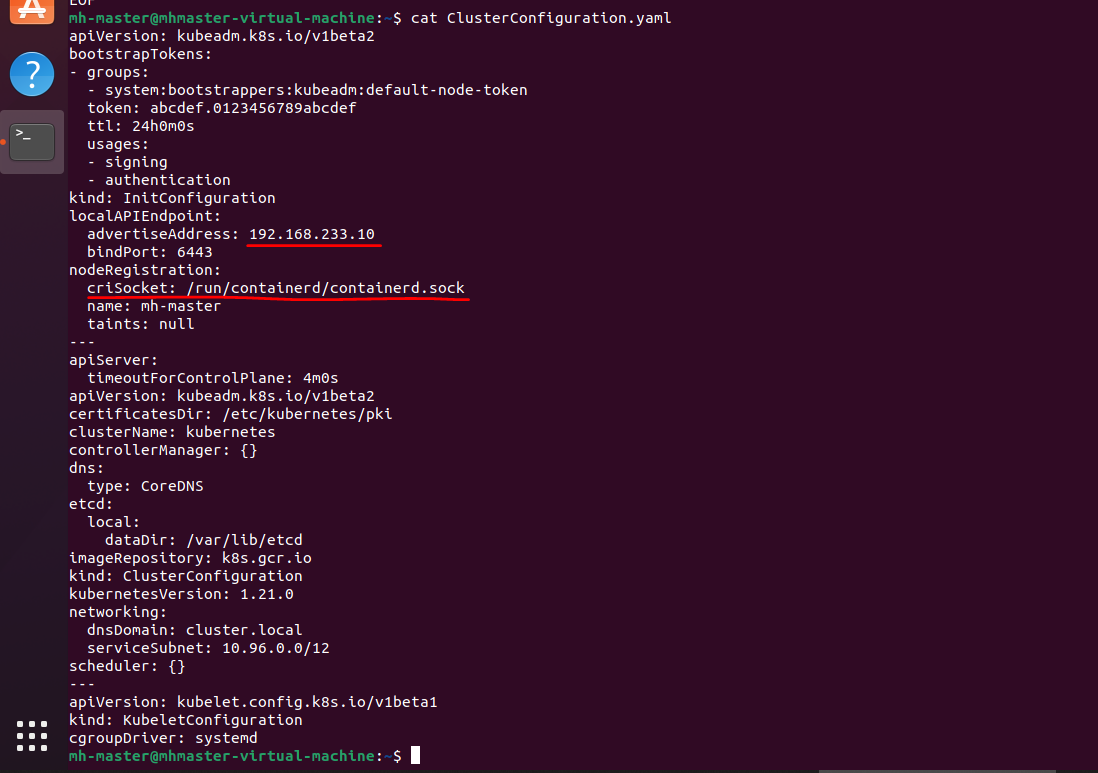 EOF
mh-master@mhmaster-virtual-machine:~$ cat ClusterConfiguration.yaml
apiVersion: kubeadm.k8s.io/v1beta2
bootstrapTokens:
- groups:
  - system:bootstrappers:kubeadm:default-node-token
  token: abcdef.0123456789abcdef
  ttl: 24h0m0s
  usages:
  - signing
  - authentication
kind: InitConfiguration
localAPIEndpoint:
  advertiseAddress: 192.168.233.10
  bindPort: 6443
nodeRegistration:
  criSocket: /run/containerd/containerd.sock
  name: mh-master
  taints: null
---
apiServer:
  timeoutForControlPlane: 4m0s
apiVersion: kubeadm.k8s.io/v1beta2
certificatesDir: /etc/kubernetes/pki
clusterName: kubernetes
controllerManager: {}
dns:
  type: CoreDNS
etcd:
  local:
    dataDir: /var/lib/etcd
imageRepository: k8s.gcr.io
kind: ClusterConfiguration
kubernetesVersion: 1.21.0
networking:
  dnsDomain: cluster.local
  serviceSubnet: 10.96.0.0/12
scheduler: {}
---
apiVersion: kubelet.config.k8s.io/v1beta1
kind: KubeletConfiguration
cgroupDriver: systemd
mh-master@mhmaster-virtual-machine:~$